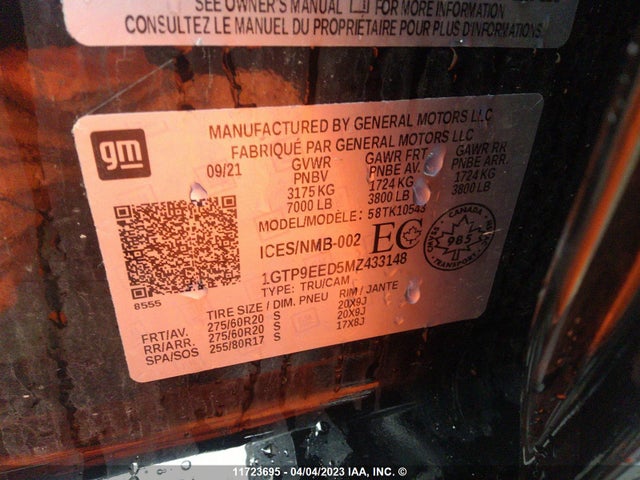 SEE OWNER'S MANUAL FOR MORE INFORMATION
CONSULTEZ LE MANUEL DU PROPRIETAIRE POUR PLUS D'INFORMATIONS.
gm
MANUFACTURED BY GENERAL MOTORS LLC
FABRIQUÉ PAR GENERAL MOTORS LLC
09/21 GVWR GAWR FRT GAWR RR
PNBV PNBE AV. PNBE ARR.
3175 KG 1724 KG 1724 KG
7000 LB 3800 LB 3800 LB
MODEL/MODÈLE: 58TK10543
ICES/NMB-002 EC
CANADA
985
1GTP9EED5MZ433148
TYPE: TRU/CAM
8555
TIRE SIZE / DIM. PNEU RIM / JANTE
FRT/AV. 275/60R20 S 20X9J
RR/ARR. 275/60R20 S 20X9J
SPA/SOS 255/80R17 S 17X8J
11723695 - 04/04/2023 IAA, INC. ©